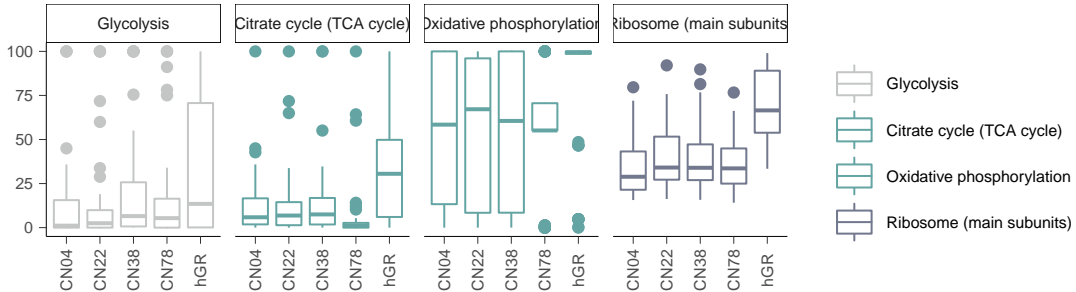 Glycolysis
Citrate cycle (TCA cycle)
Oxidative phosphorylation
Ribosome (main subunits)
100
75
50
25
0
CN04
CN22
CN38
CN78
hGR
CN04
CN22
CN38
CN78
hGR
CN04
CN22
CN38
CN78
hGR
CN04
CN22
CN38
CN78
hGR
Glycolysis
Citrate cycle (TCA cycle)
Oxidative phosphorylation
Ribosome (main subunits)